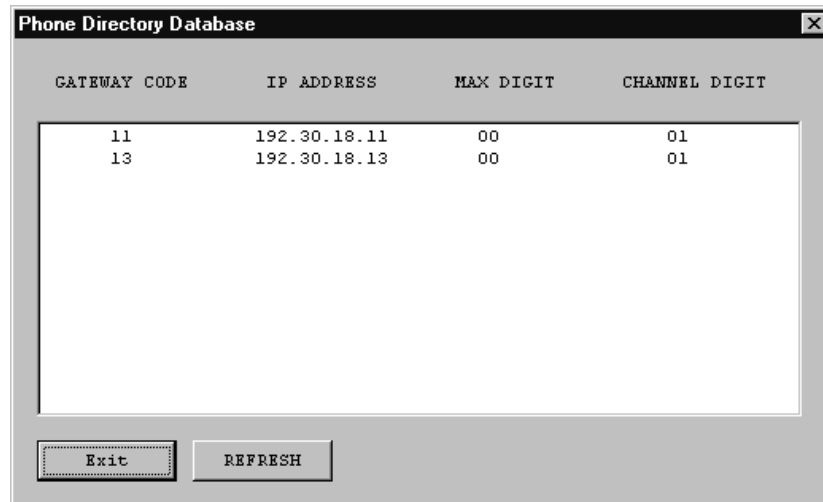 Phone Directory Database
GATEWAY CODE IP ADDRESS MAX DIGIT CHANNEL DIGIT
11 192.30.18.11 00 01
13 192.30.18.13 00 01
Exit REFRESH